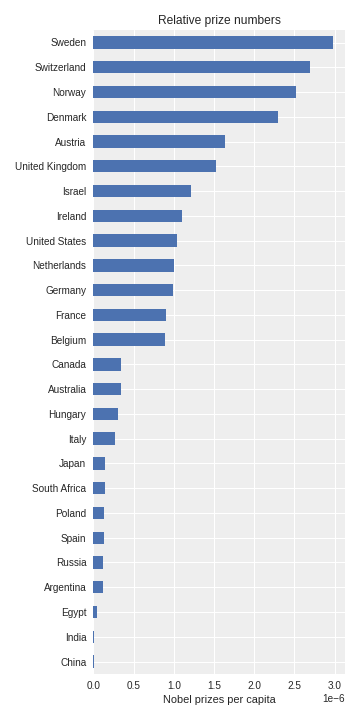 Relative prize numbers
Sweden
Switzerland
Norway
Denmark
Austria
United Kingdom
Israel
Ireland
United States
Netherlands
Germany
France
Belgium
Canada
Australia
Hungary
Italy
Japan
South Africa
Poland
Spain
Russia
Argentina
Egypt
India
China
0.0 0.5 1.0 1.5 2.0 2.5 3.0
1e−6
Nobel prizes per capita